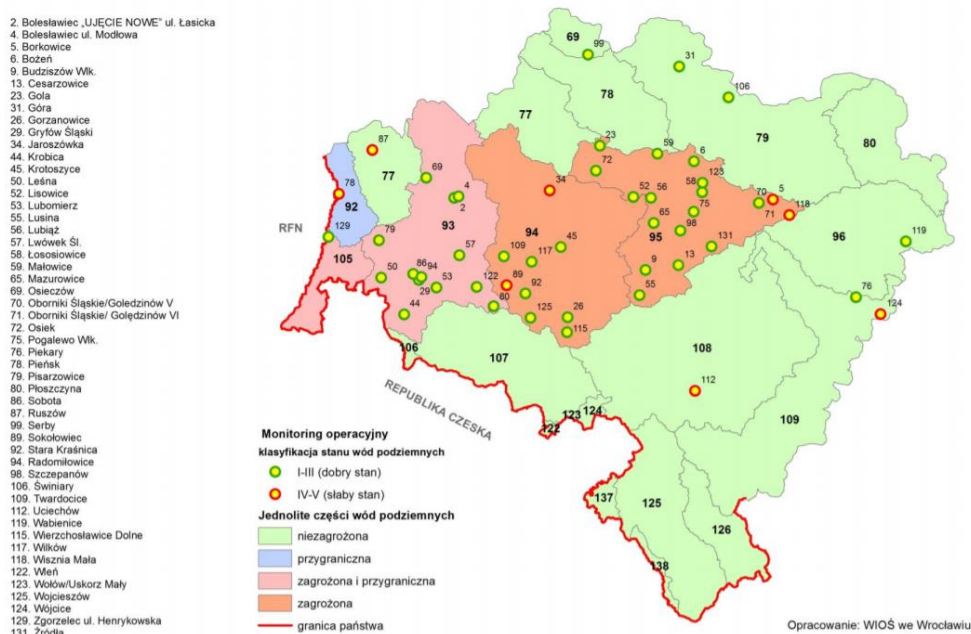 2. Bolesławiec „UJĘCIE NOWE" ul. Łasicka
4. Bolesławiec ul. Modłowa
5. Borkowice
6. Bożeń
9. Budziszów Wlk.
13. Cesarzowice
23. Gola
31. Góra
26. Gorzanowice
29. Gryfów Śląski
34. Jaroszówka
44. Krobica
45. Krotoszyce
50. Leśna
52. Lisowice
53. Lubomierz
55. Lusina
56. Lubiąż
57. Lwówek Śl.
58. Łososiowice
59. Małowice
65. Mazurowice
69. Osieczów
70. Oborniki Śląskie/Goledzinów V
71. Oborniki Śląskie/ Golędzinów VI
72. Osiek
75. Pogalewo Wlk.
76. Piekary
78. Pieńsk
79. Pisarzowice
80. Płoszczyna
86. Sobota
87. Ruszów
99. Serby
89. Sokołowiec
92. Stara Kraśnica
94. Radomiłowice
98. Szczepanów
106. Świniary
109. Twardocice
112. Uciechów
119. Wabienice
115. Wierzchosławice Dolne
117. Wilków
118. Wisznia Mała
122. Wleń
123. Wołów/Uskorz Mały
125. Wojcieszów
124. Wójcice
129. Zgorzelec ul. Henrykowska
131. Źródła
69
99
31
78
106
77
79
80
23
59
6
72
87
77
69
4
2
78
92
34
123
58
52
56
75
70
5
71
118
65
98
129
RFN
79
93
94
95
96
119
105
57
109
117
45
131
9
13
50
86
94
29
53
122
89
92
55
76
124
44
80
125
26
115
106
107
108
112
109
REPUBLIKA CZESKA
123
124
122
137
125
126
138
Monitoring operacyjny
klasyfikacja stanu wód podziemnych
I-III (dobry stan)
IV-V (słaby stan)
Jednolite części wód podziemnych
niezagrożona
przygraniczna
zagrożona i przygraniczna
zagrożona
granica państwa
Opracowanie: WIOŚ we Wrocławiu